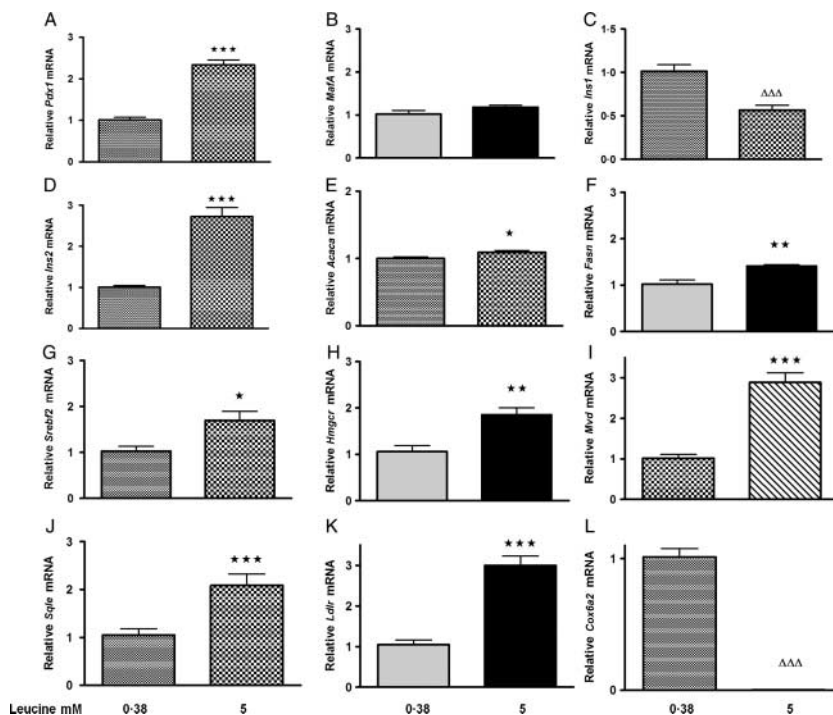 A
Relative Pdx1 mRNA
3
2
1
0
★★★
B
Relative MafA mRNA
3
2
1
0
C
Relative Ins1 mRNA
1·5
1·0
0·5
0·0
ΔΔΔ
D
Relative Ins2 mRNA
3
2
1
0
★★★
E
Relative Acaca mRNA
2
1
0
★
F
Relative Fasn mRNA
3
2
1
0
★★
G
Relative Srebf2 mRNA
3
2
1
0
★
H
Relative Hmgcr mRNA
3
2
1
0
★★
I
Relative Mvd mRNA
3
2
1
0
★★★
J
Relative Sqle mRNA
3
2
1
0
★★★
K
Relative Ldlr mRNA
3
2
1
0
★★★
L
Relative Cox6a2 mRNA
1
0
ΔΔΔ
Leucine mM 0·38 5 0·38 5 0·38 5